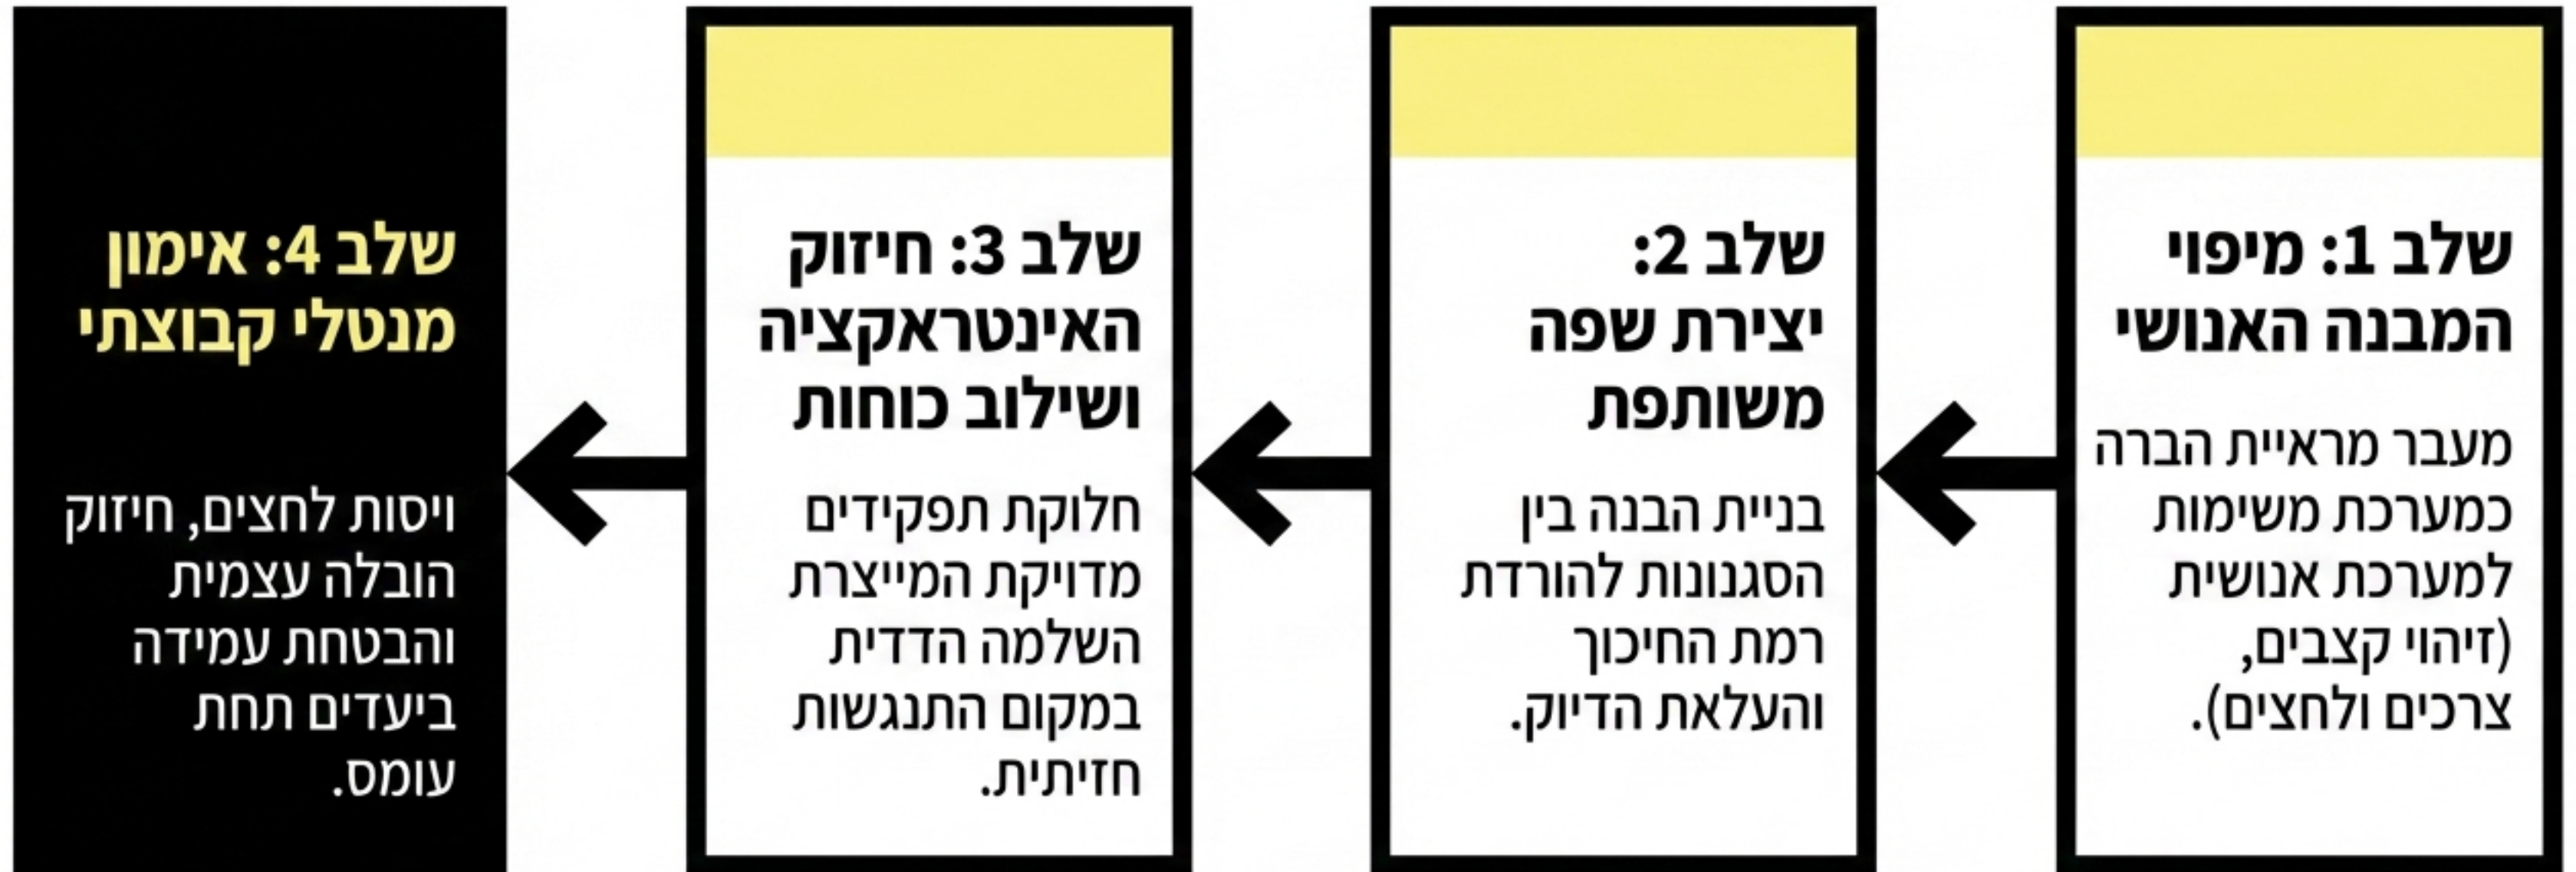 שלב 1: מיפוי
המבנה האנושי
מעבר מראיית הברה
כמערכת משימות
למערכת אנושית
(זיהוי קצבים,
צרכים ולחצים).
שלב 2:
יצירת שפה
משותפת
בניית הבנה בין
הסגנונות להורדת
רמת החיכוך
והעלאת הדיוק.
שלב 3: חיזוק
האינטראקציה
ושילוב כוחות
חלוקת תפקידים
מדויקת המייצרת
השלמה הדדית
במקום התנגשות
חזיתית.
שלב 4: אימון
מנטלי קבוצתי
ויסות לחצים, חיזוק
הובלה עצמית
והבטחת עמידה
ביעדים תחת
עומס.